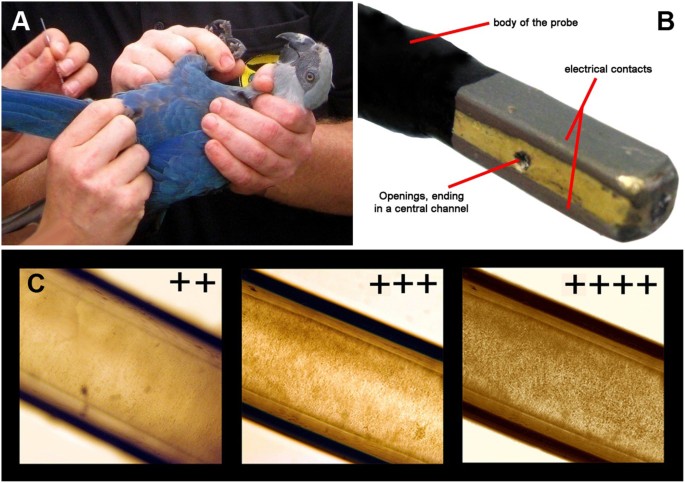 A
B
body of the probe
electrical contacts
Openings, ending
in a central channel
C
++
+++
++++